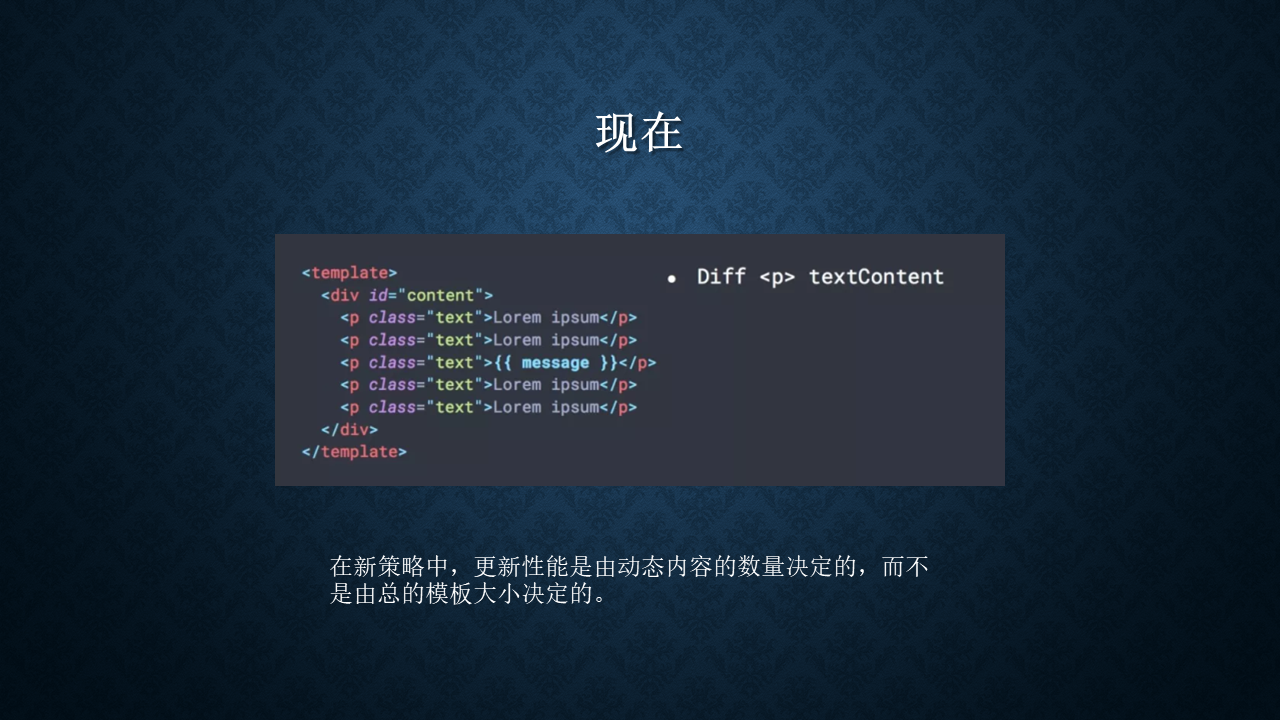 现在
<template>
<div id="content">
<p class="text">Lorem ipsum</p>
<p class="text">Lorem ipsum</p>
<p class="text">{{ message }}</p>
<p class="text">Lorem ipsum</p>
<p class="text">Lorem ipsum</p>
</div>
</template>
• Diff <p> textContent
在新策略中，更新性能是由动态内容的数量决定的，而不
是由总的模板大小决定的。